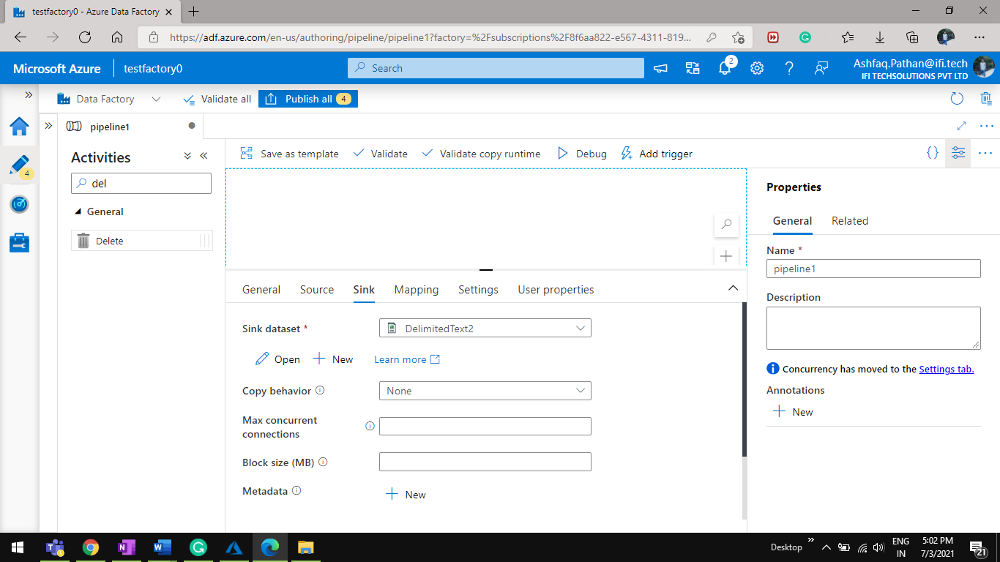 testfactory0 - Azure Data Factory
https://adf.azure.com/en-us/authoring/pipeline/pipeline1?factory=%2Fsubscriptions%2F8f6aa822-e567-4311-819...
Microsoft Azure
testfactory0
Search
2
Ashfaq.Pathan@ifi.tech
IFI TECHSOLUTIONS PVT LTD
Data Factory
Validate all
Publish all 4
pipeline1
4
Activities
del
General
Delete
Save as template
Validate
Validate copy runtime
Debug
Add trigger
{}
General
Source
Sink
Mapping
Settings
User properties
Sink dataset *
DelimitedText2
Open
New
Learn more
Copy behavior
None
Max concurrent
connections
Block size (MB)
Metadata
New
Properties
General
Related
Name *
pipeline1
Description
Concurrency has moved to the Settings tab.
Annotations
New
Desktop
ENG
IN
5:02 PM
7/3/2021
21